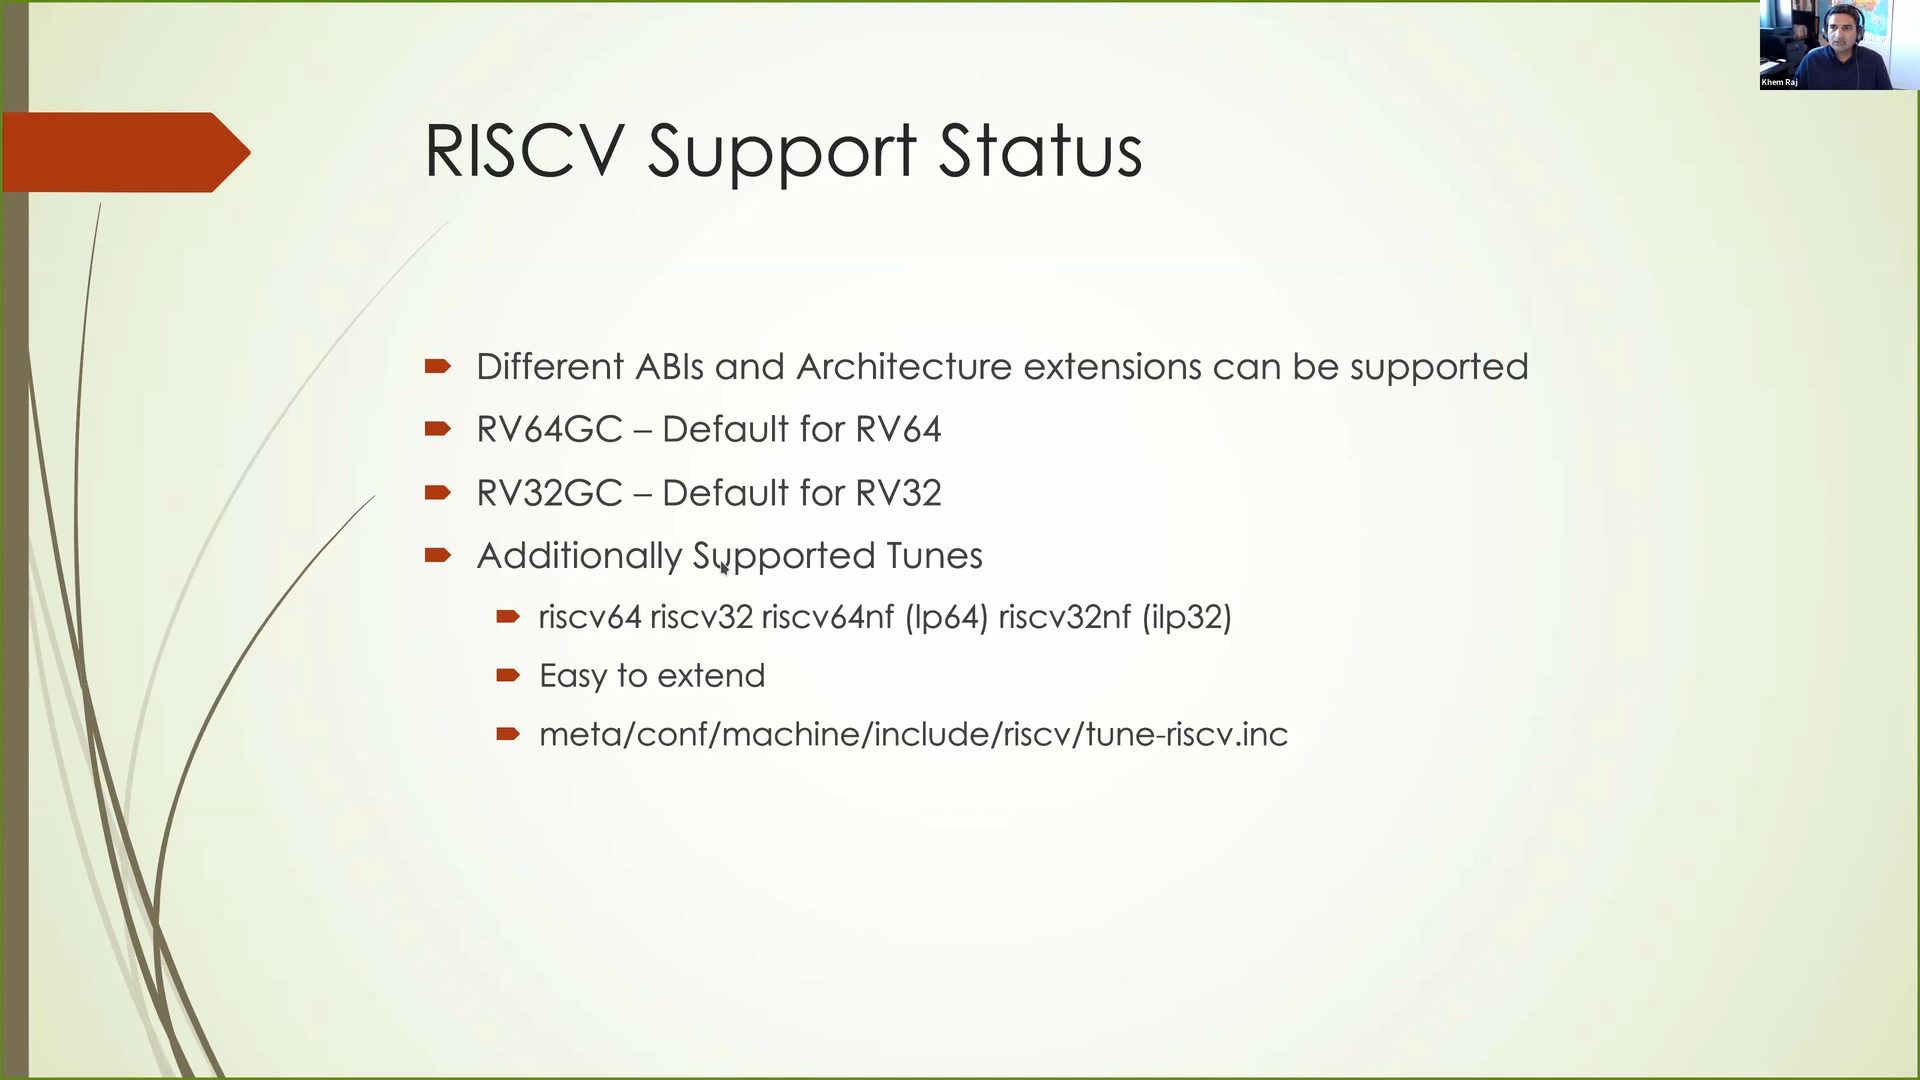 Khem Raj
RISCV Support Status
Different ABIs and Architecture extensions can be supported
RV64GC – Default for RV64
RV32GC – Default for RV32
Additionally Supported Tunes
riscv64 riscv32 riscv64nf (lp64) riscv32nf (ilp32)
Easy to extend
meta/conf/machine/include/riscv/tune-riscv.inc